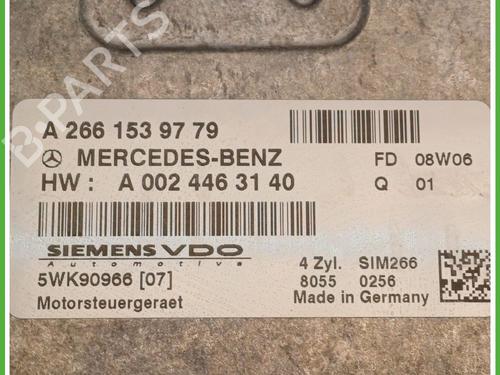 A 266 153 97 79
MERCEDES-BENZ
FD 08W06
HW : A 002 446 31 40
Q 01
SIEMENS VDO
Automotive
5WK90966 [07]
4 Zyl. SIM266
8055 0256
Motorsteuergeraet
Made in Germany
B-PARTS